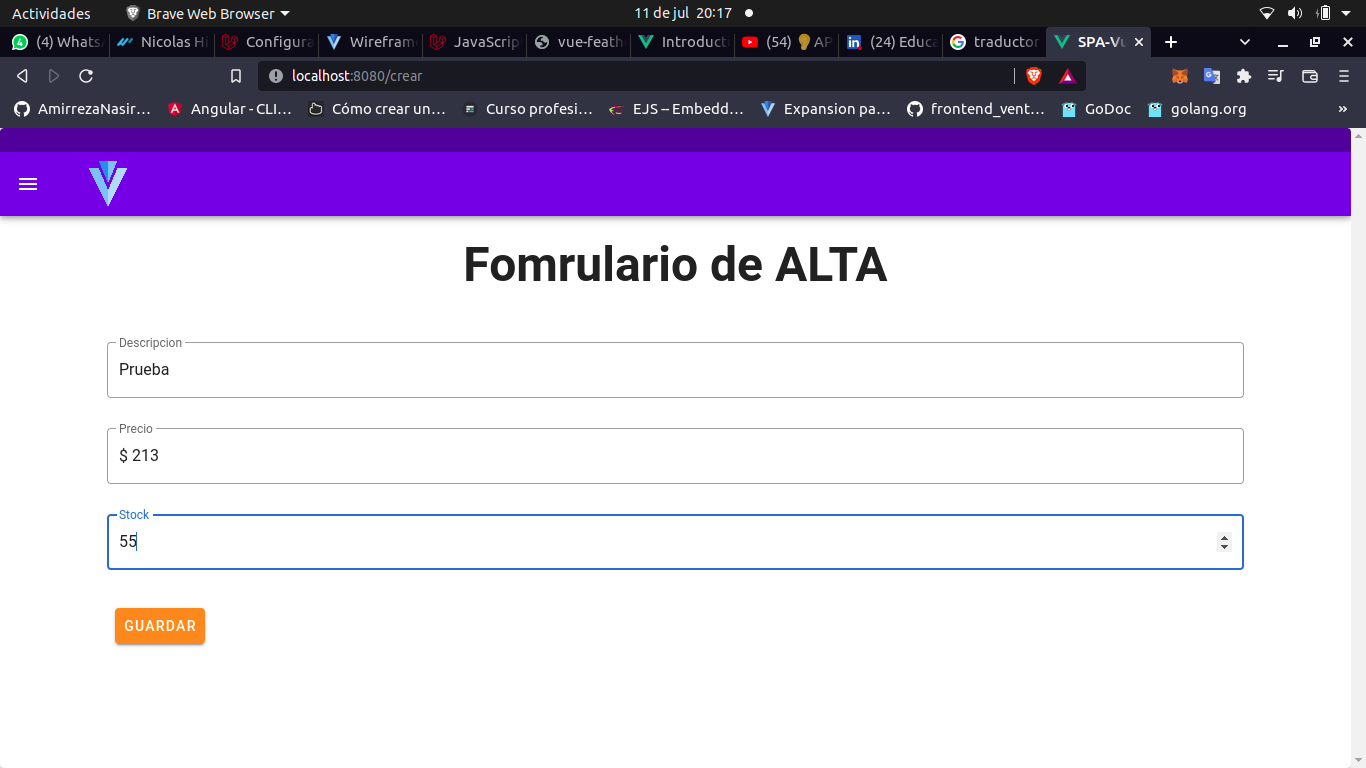 Actividades Brave Web Browser 11 de jul 20:17
(4) Whats Nicolas Hi Configura Wirefram JavaScrip vue-feath Introducti (54) AP (24) Educa traductor SPA-Vu
localhost:8080/crear
AmirrezaNasir... Angular - CLI... Cómo crear un... Curso profesi... EJS -- Embedd... Expansion pa... frontend_vent... GoDoc golang.org »
Fomrulario de ALTA
Descripcion
Prueba
Precio
$ 213
Stock
55
GUARDAR